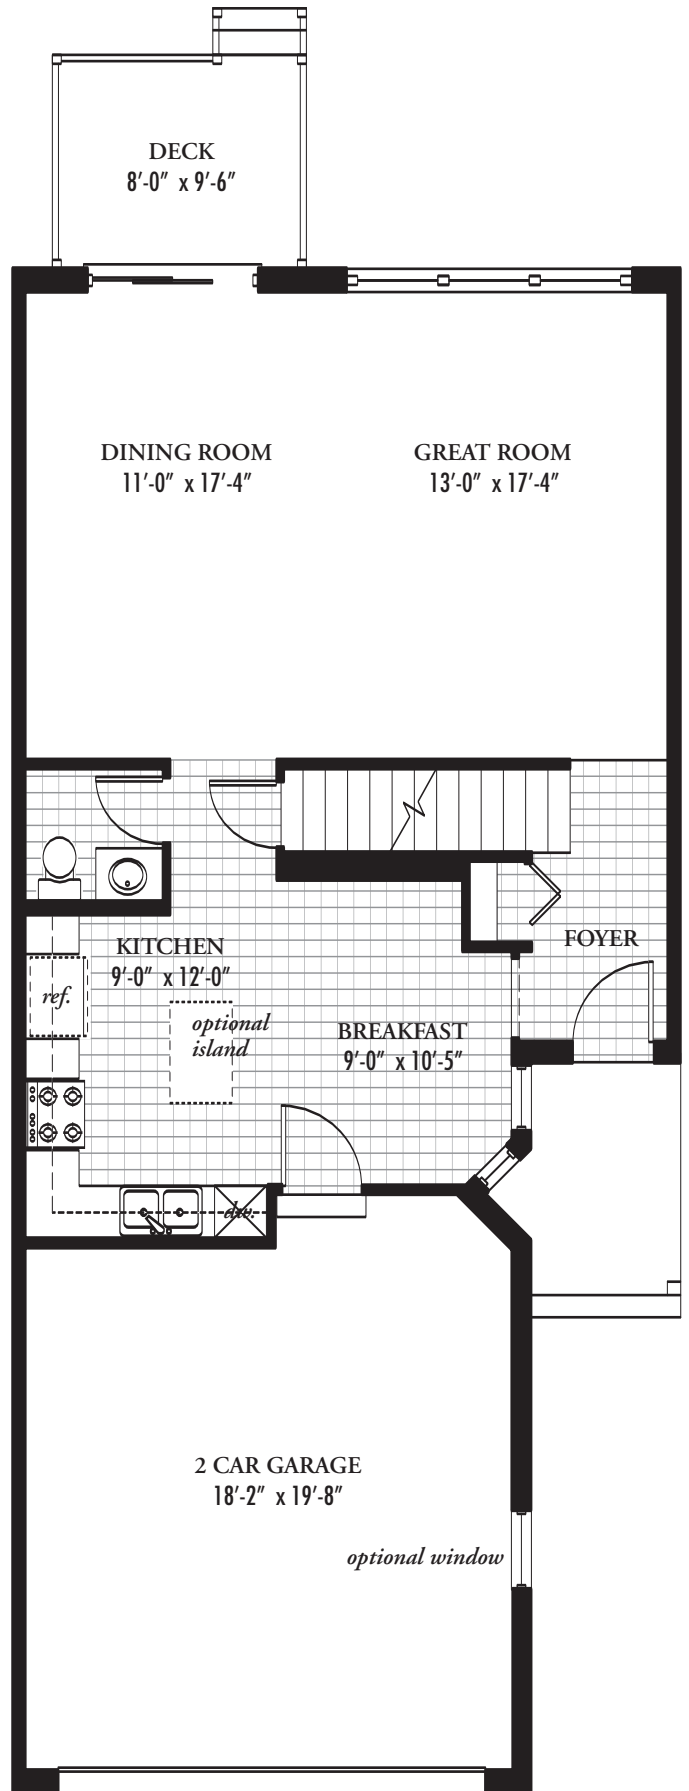 DECK
8′-0″ x 9′-6″
DINING ROOM
11′-0″ x 17′-4″
GREAT ROOM
13′-0″ x 17′-4″
FOYER
KITCHEN
9′-0″ x 12′-0″
ref.
optional
island
BREAKFAST
9′-0″ x 10′-5″
dw.
2 CAR GARAGE
18′-2″ x 19′-8″
optional window